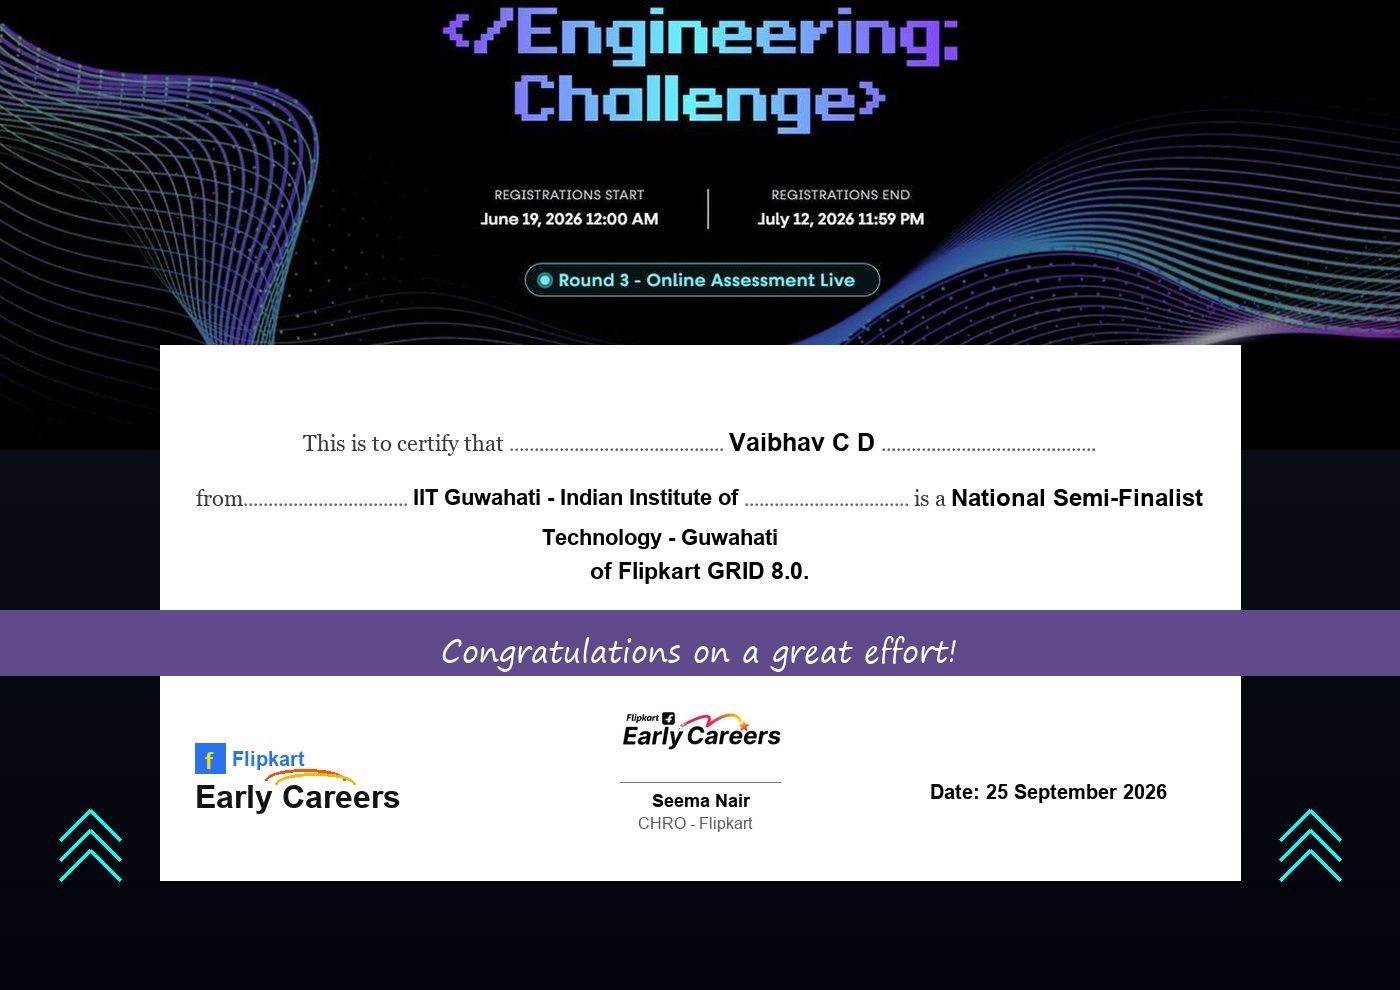 </Engineering:
Challenge>
REGISTRATIONS START
June 19, 2026 12:00 AM
REGISTRATIONS END
July 12, 2026 11:59 PM
Round 3 - Online Assessment Live
This is to certify that ........................................... Vaibhav C D ...........................................
from................................. IIT Guwahati - Indian Institute of ................................. is a National Semi-Finalist
Technology - Guwahati
of Flipkart GRID 8.0.
Congratulations on a great effort!
f Flipkart
Early Careers
Flipkart f
Early Careers
Seema Nair
CHRO - Flipkart
Date: 25 September 2026